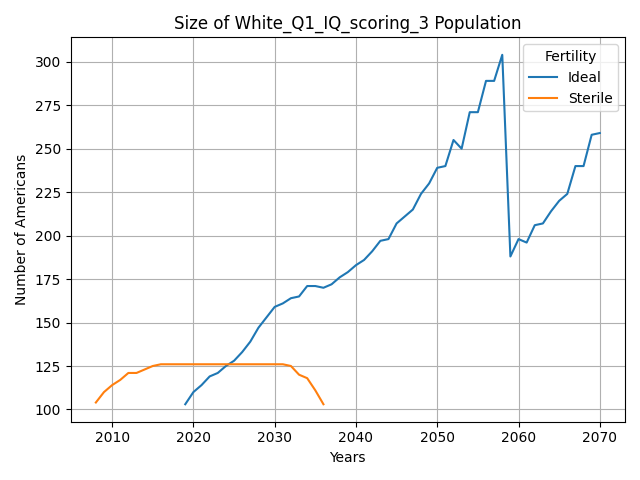 Size of White_Q1_IQ_scoring_3 Population
Number of Americans
300
275
250
225
200
175
150
125
100
Fertility
Ideal
Sterile
2010 2020 2030 2040 2050 2060 2070
Years